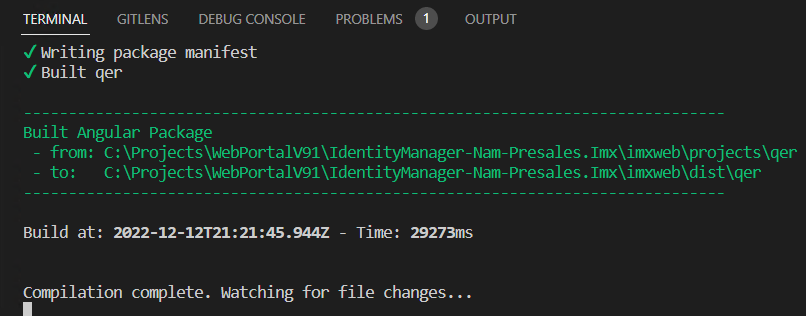 TERMINAL GITLENS DEBUG CONSOLE PROBLEMS 1 OUTPUT
✓ Writing package manifest
✓ Built qer
------------------------------------------------------------------------------
Built Angular Package
- from: C:\Projects\WebPortalV91\IdentityManager-Nam-Presales.Imx\imxweb\projects\qer
- to: C:\Projects\WebPortalV91\IdentityManager-Nam-Presales.Imx\imxweb\dist\qer
------------------------------------------------------------------------------
Build at: 2022-12-12T21:21:45.944Z - Time: 29273ms
Compilation complete. Watching for file changes...